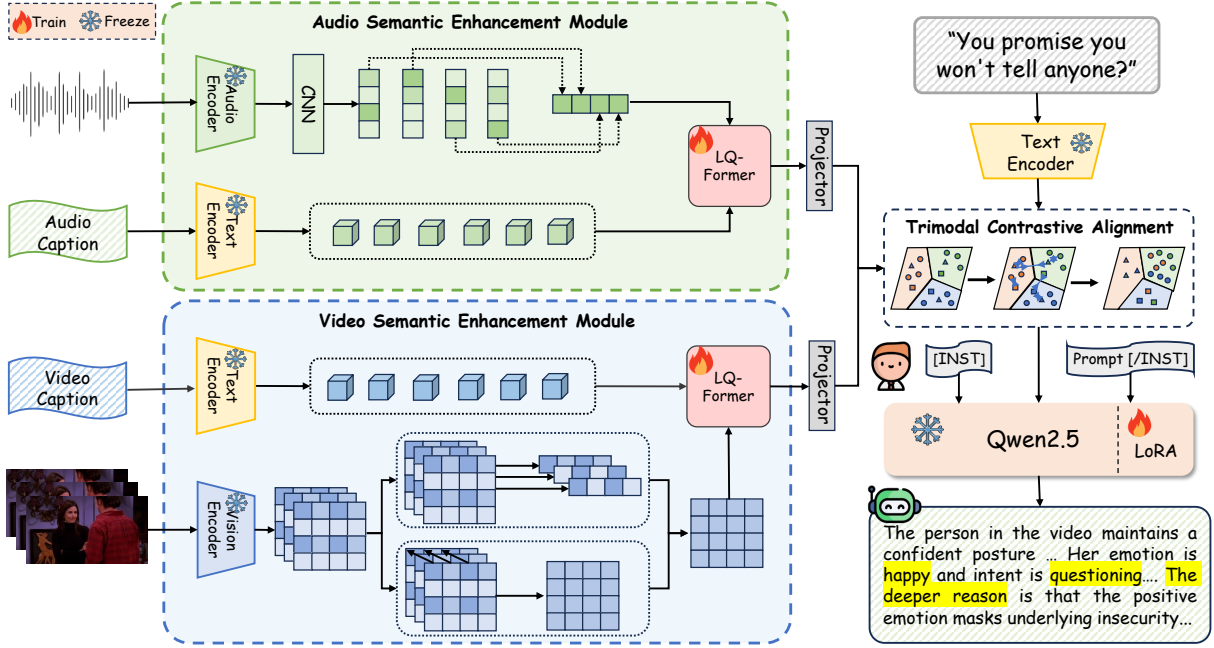 Train
Freeze
Audio Semantic Enhancement Module
Audio
Encoder
CNN
LQ-
Former
Projector
Audio
Caption
Text
Encoder
Video Semantic Enhancement Module
Video
Caption
Text
Encoder
LQ-
Former
Projector
Vision
Encoder
"You promise you
won't tell anyone?"
Text
Encoder
Trimodal Contrastive Alignment
[INST]
Prompt [/INST]
Qwen2.5
LoRA
The person in the video maintains a
confident posture … Her emotion is
happy and intent is questioning…. The
deeper reason is that the positive
emotion masks underlying insecurity...